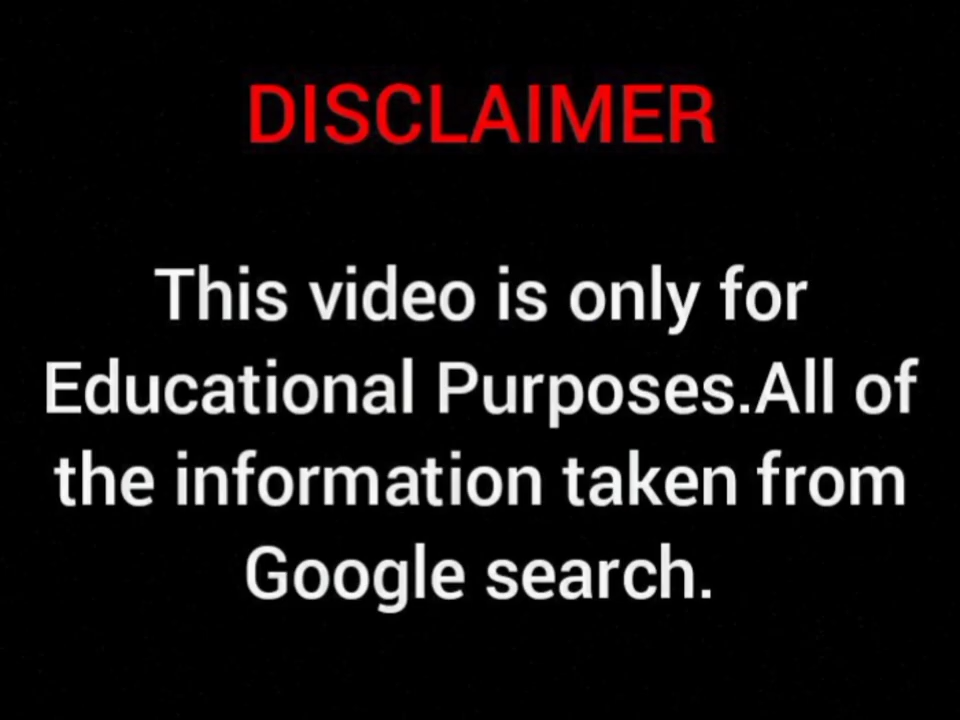 DISCLAIMER
This video is only for
Educational Purposes.All of
the information taken from
Google search.